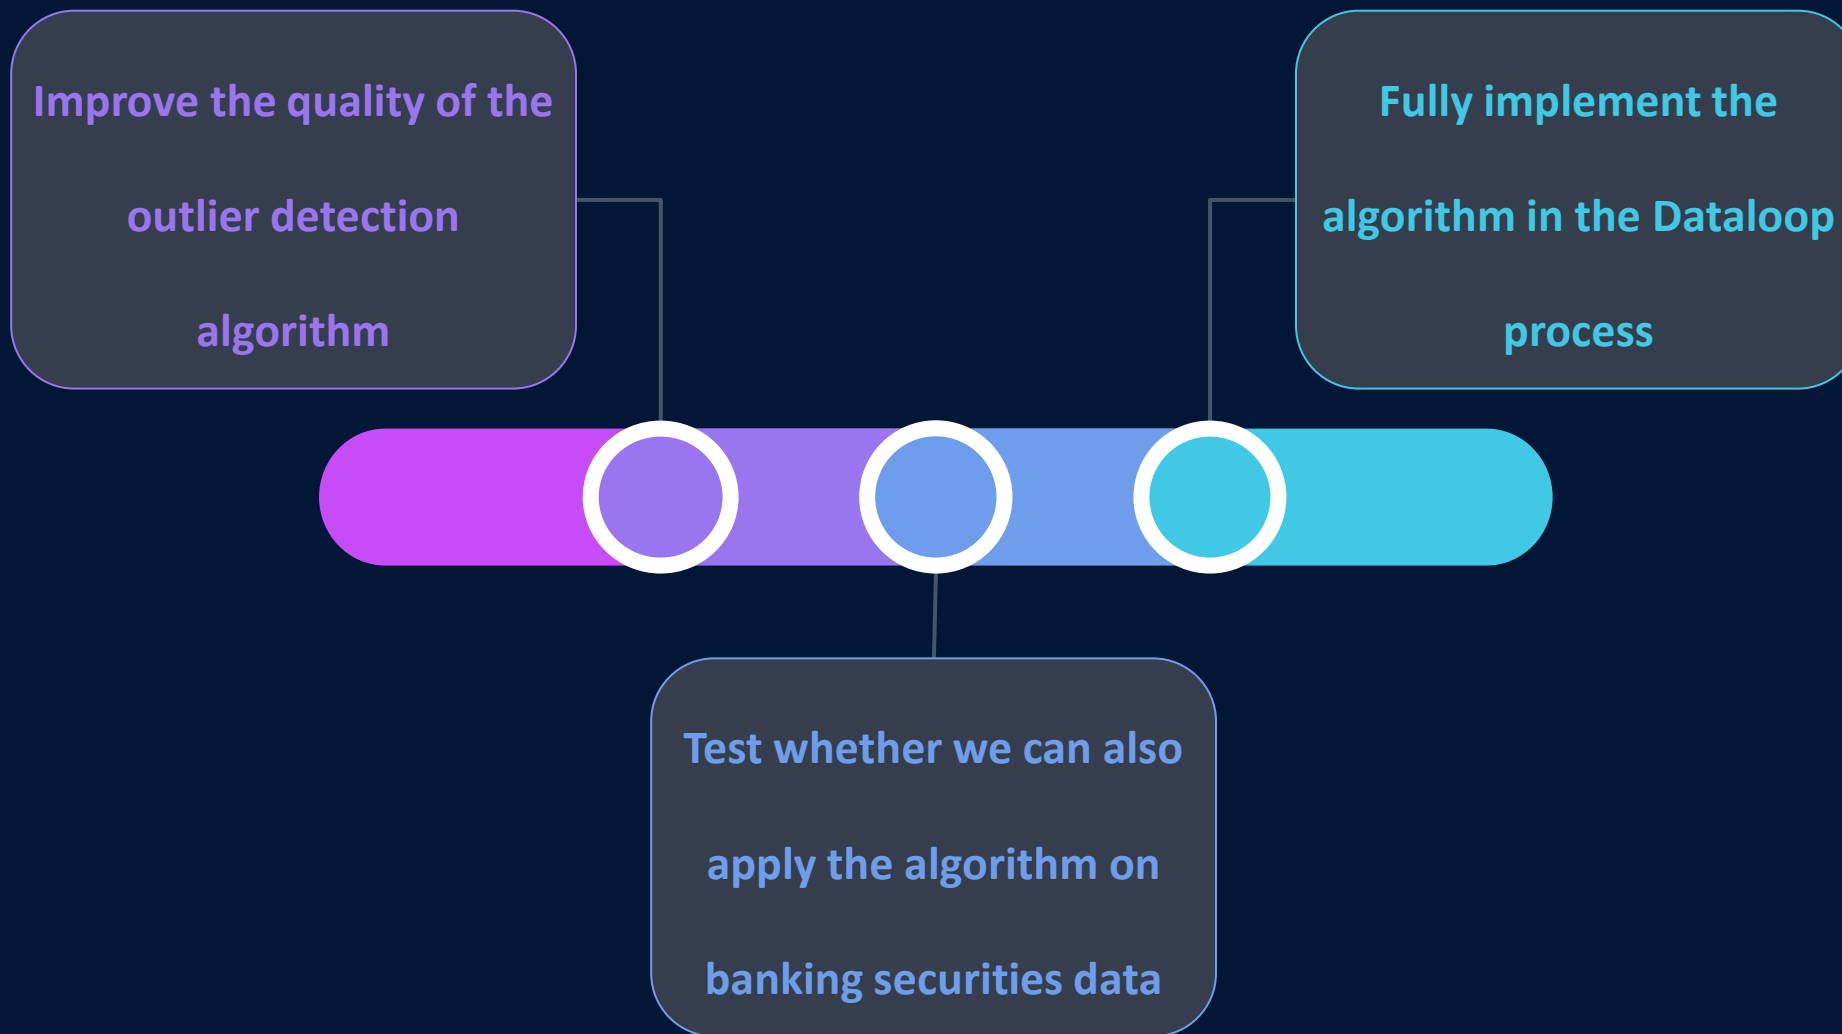 Improve the quality of the
outlier detection
algorithm
Test whether we can also
apply the algorithm on
banking securities data
Fully implement the
algorithm in the Dataloop
process